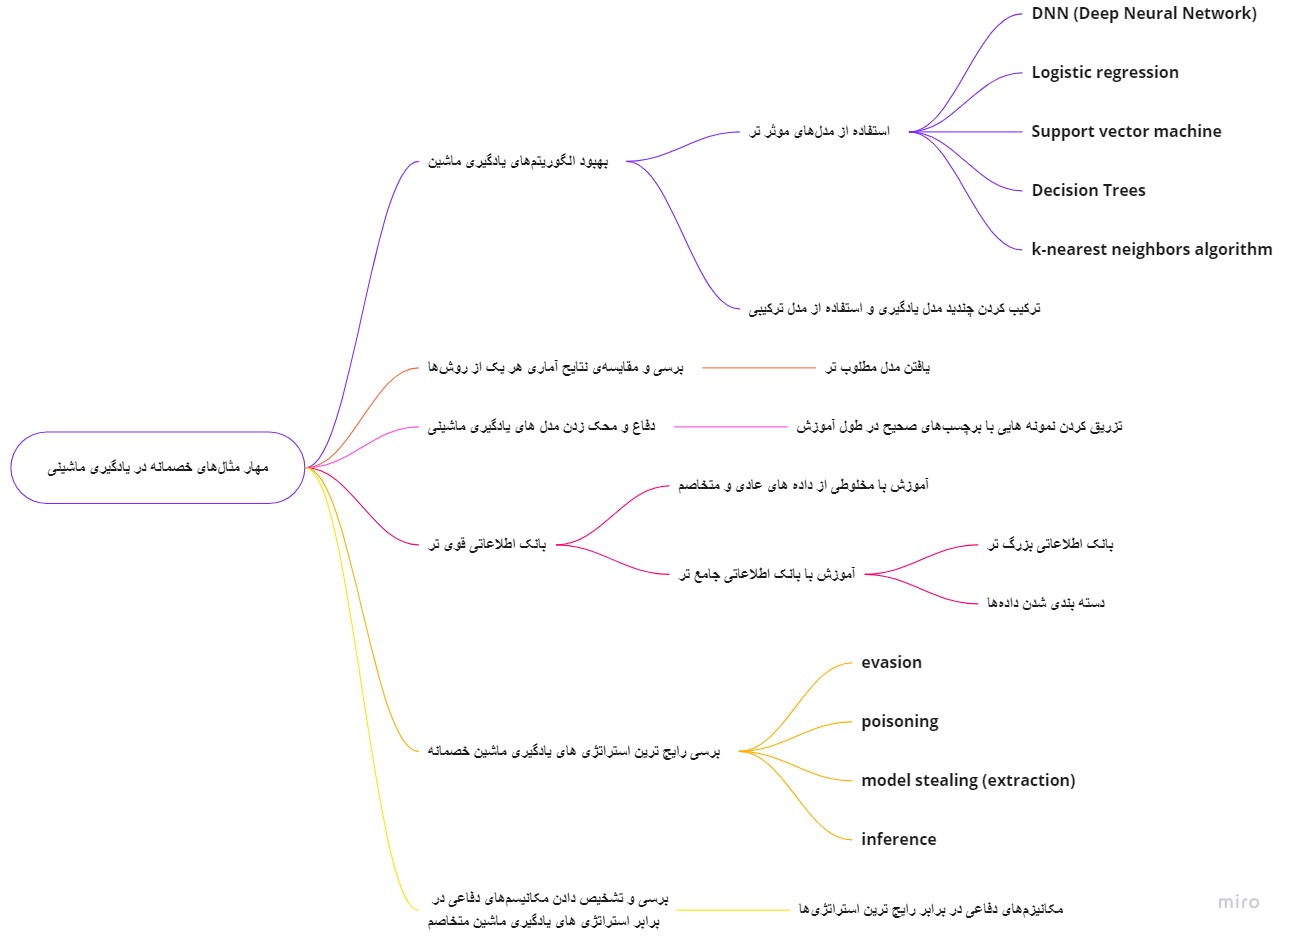 مهار مثال‌های خصمانه در یادگیری ماشینی
بهبود الگوریتم‌های یادگیری ماشین
استفاده از مدل‌های موثر تر
DNN (Deep Neural Network)
Logistic regression
Support vector machine
Decision Trees
k-nearest neighbors algorithm
ترکیب کردن چندید مدل یادگیری و استفاده از مدل ترکیبی
برسی و مقایسه‌ی نتایح آماری هر یک از روش‌ها
یافتن مدل مطلوب تر
دفاع و محک زدن مدل های یادگیری ماشینی
تزریق کردن نمونه هایی با برچسب‌های صحیح در طول آموزش
بانک اطلاعاتی قوی تر
آموزش با مخلوطی از داده های عادی و متخاصم
آموزش با بانک اطلاعاتی جامع تر
بانک اطلاعاتی بزرگ تر
دسته بندی شدن داده‌ها
برسی رایج ترین استراتژی های یادگیری ماشین خصمانه
evasion
poisoning
model stealing (extraction)
inference
برسی و تشخیص دادن مکانیسم‌های دفاعی در
برابر استراتژی های یادگیری ماشین متخاصم
مکانیزم‌های دفاعی در برابر رایج ترین استراتژی‌ها
miro